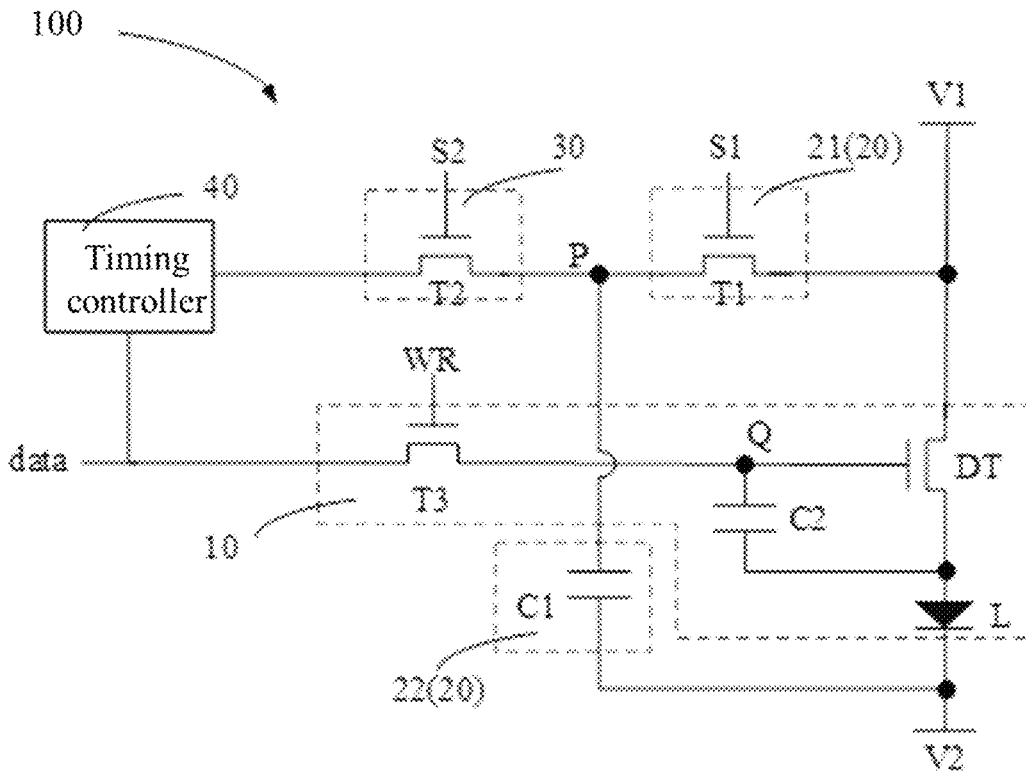 100
V1
S2
30
S1
21(20)
40
Timing
controller
P
T2
T1
WR
data
Q
DT
T3
C2
10
C1
L
22(20)
V2